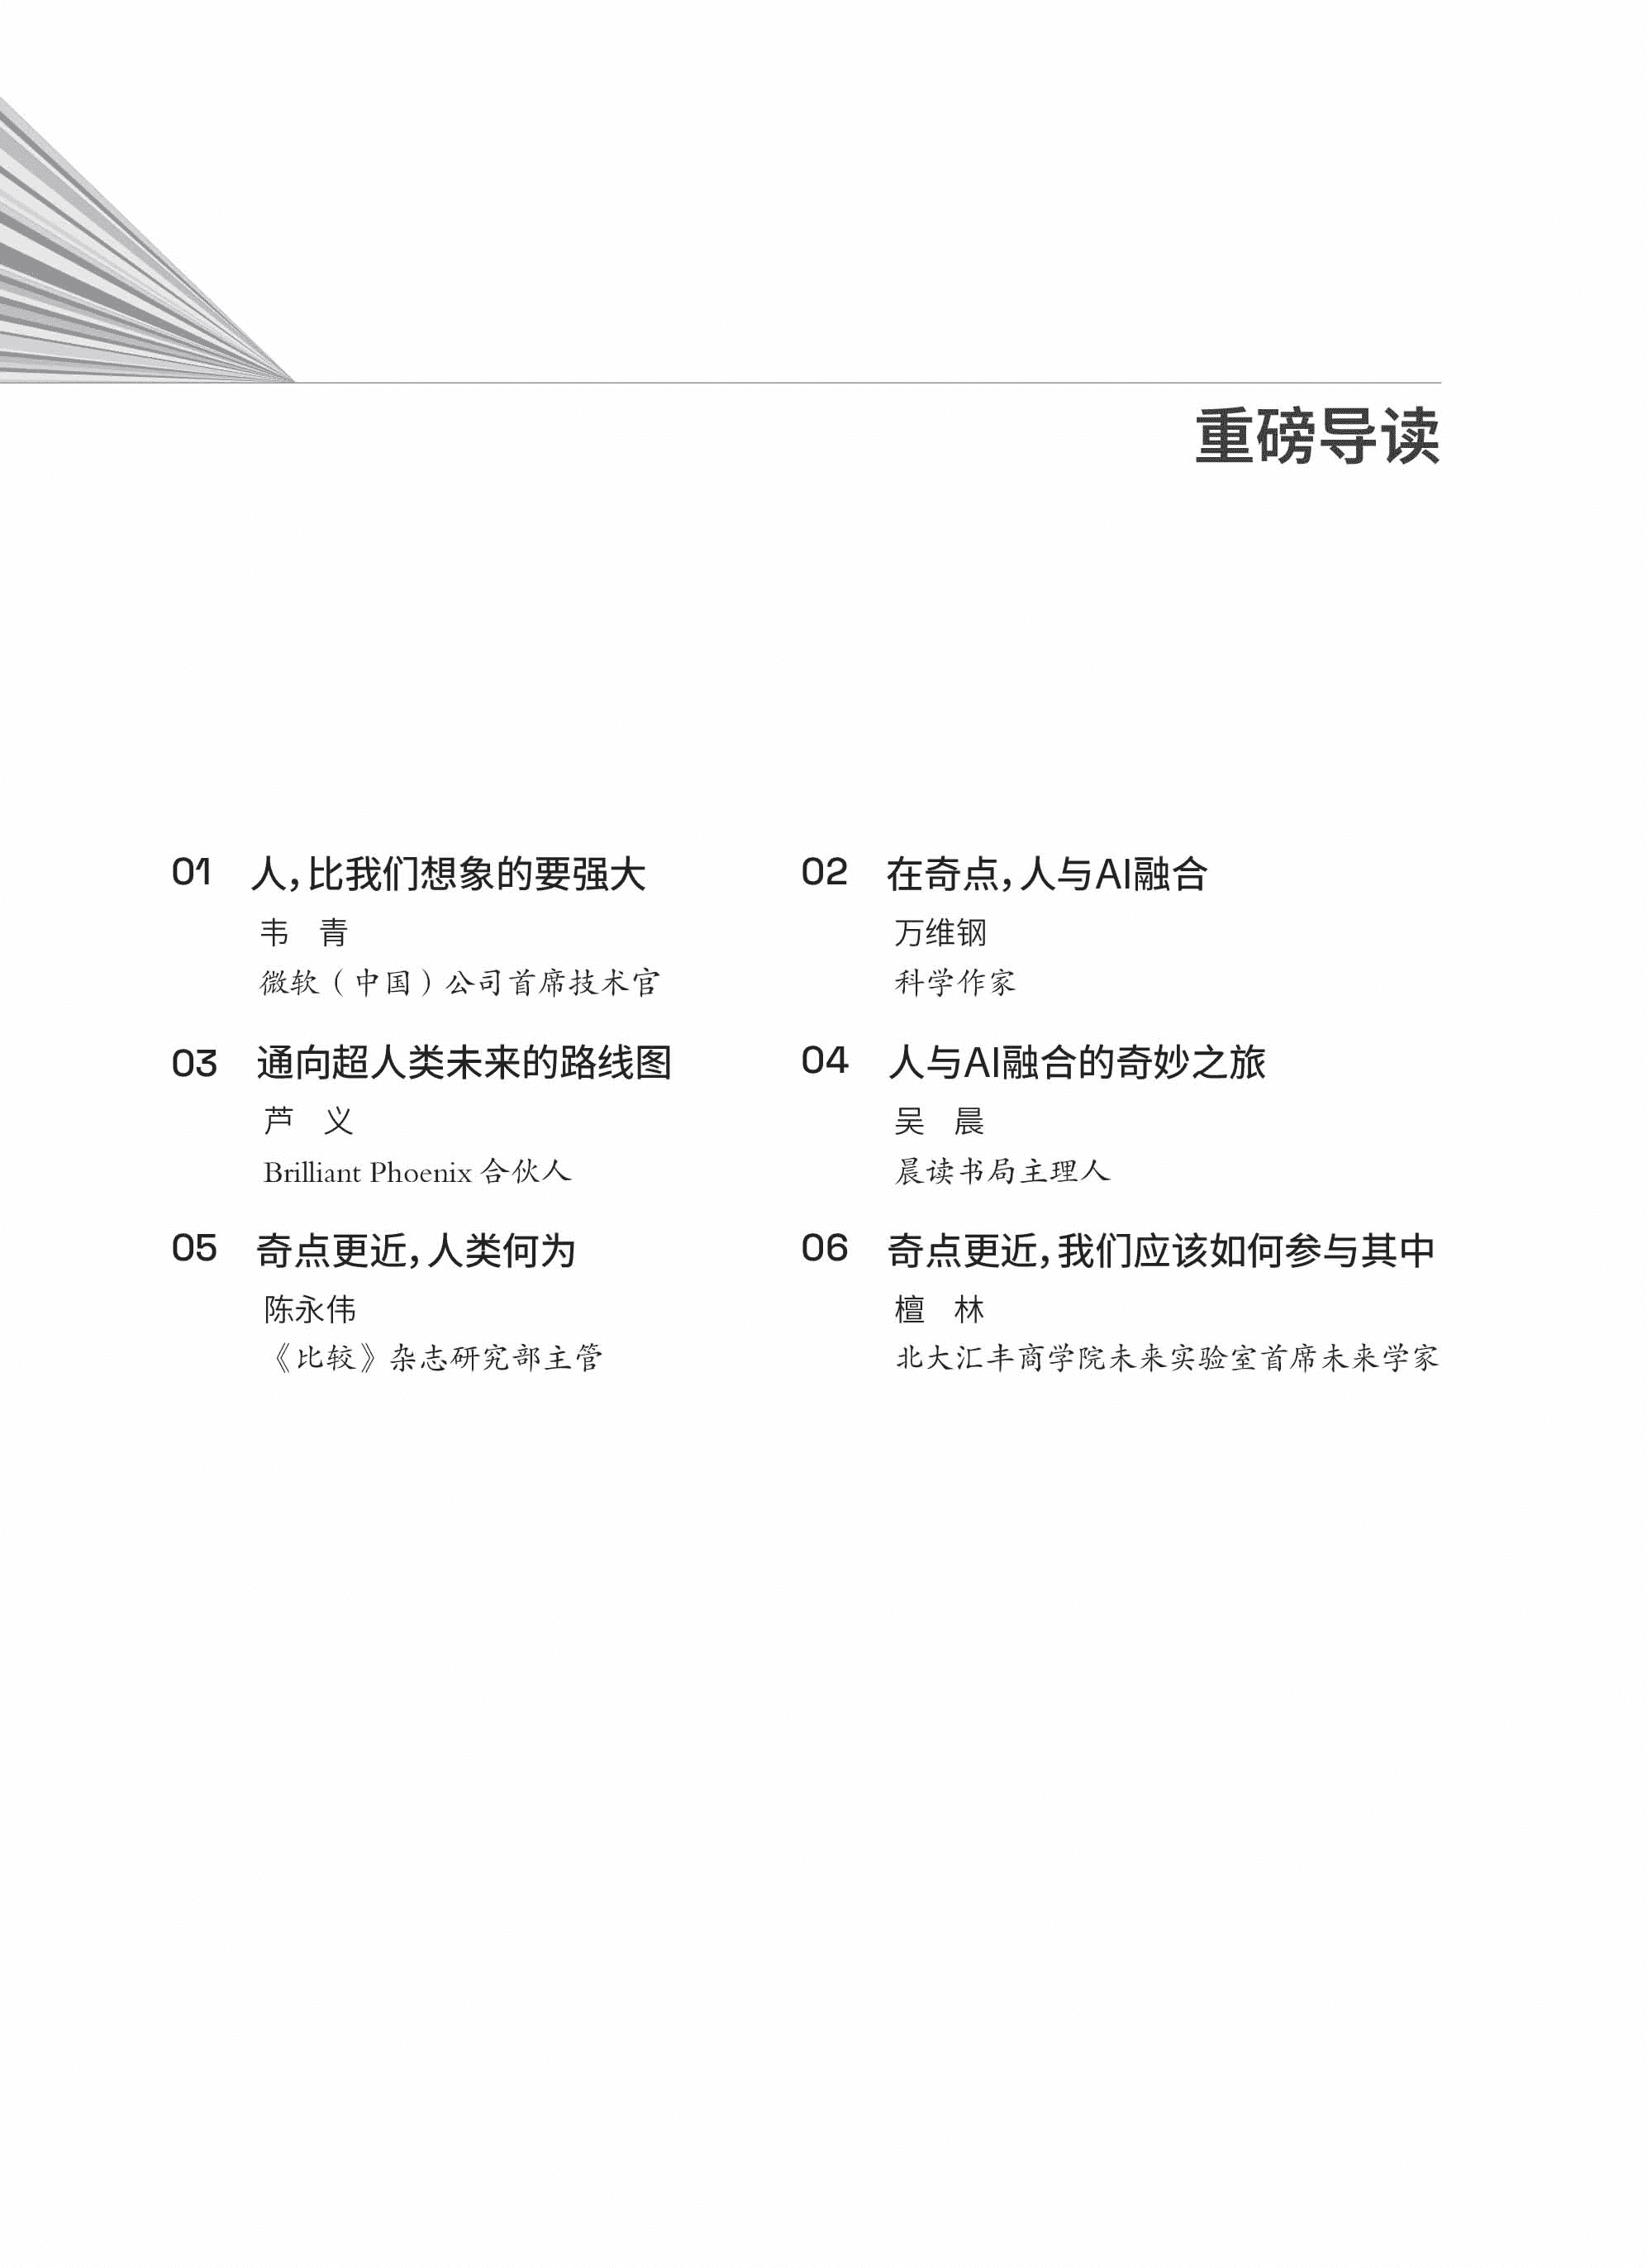 重磅导读
01 人，比我们想象的要强大
韦　青
微软（中国）公司首席技术官
02 在奇点，人与AI融合
万维钢
科学作家
03 通向超人类未来的路线图
芦　义
Brilliant Phoenix 合伙人
04 人与AI融合的奇妙之旅
吴　晨
晨读书局主理人
05 奇点更近，人类何为
陈永伟
《比较》杂志研究部主管
06 奇点更近，我们应该如何参与其中
檀　林
北大汇丰商学院未来实验室首席未来学家